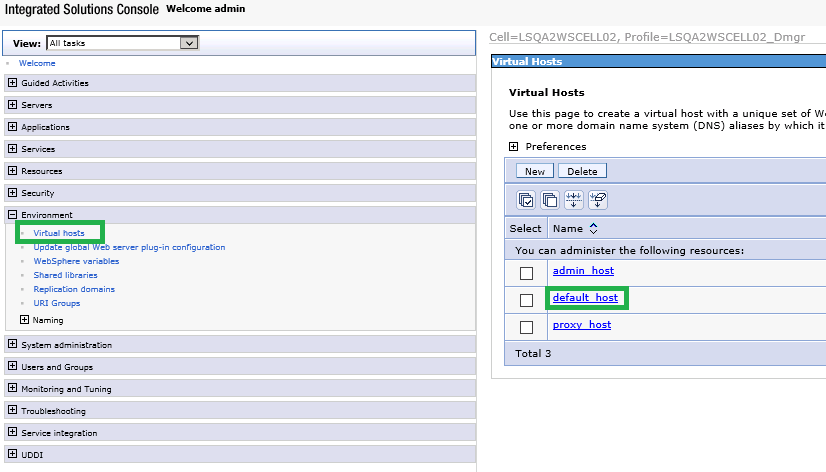 Integrated Solutions Console Welcome admin
View: All tasks
Welcome
Guided Activities
Servers
Applications
Services
Resources
Security
Environment
Virtual hosts
Update global Web server plug-in configuration
WebSphere variables
Shared libraries
Replication domains
URI Groups
Naming
System administration
Users and Groups
Monitoring and Tuning
Troubleshooting
Service integration
UDDI
Cell=LSQA2WSCELL02, Profile=LSQA2WSCELL02_Dmgr
Virtual Hosts
Virtual Hosts
Use this page to create a virtual host with a unique set of We
one or more domain name system (DNS) aliases by which it
Preferences
New Delete
Select Name
You can administer the following resources:
admin_host
default_host
proxy_host
Total 3